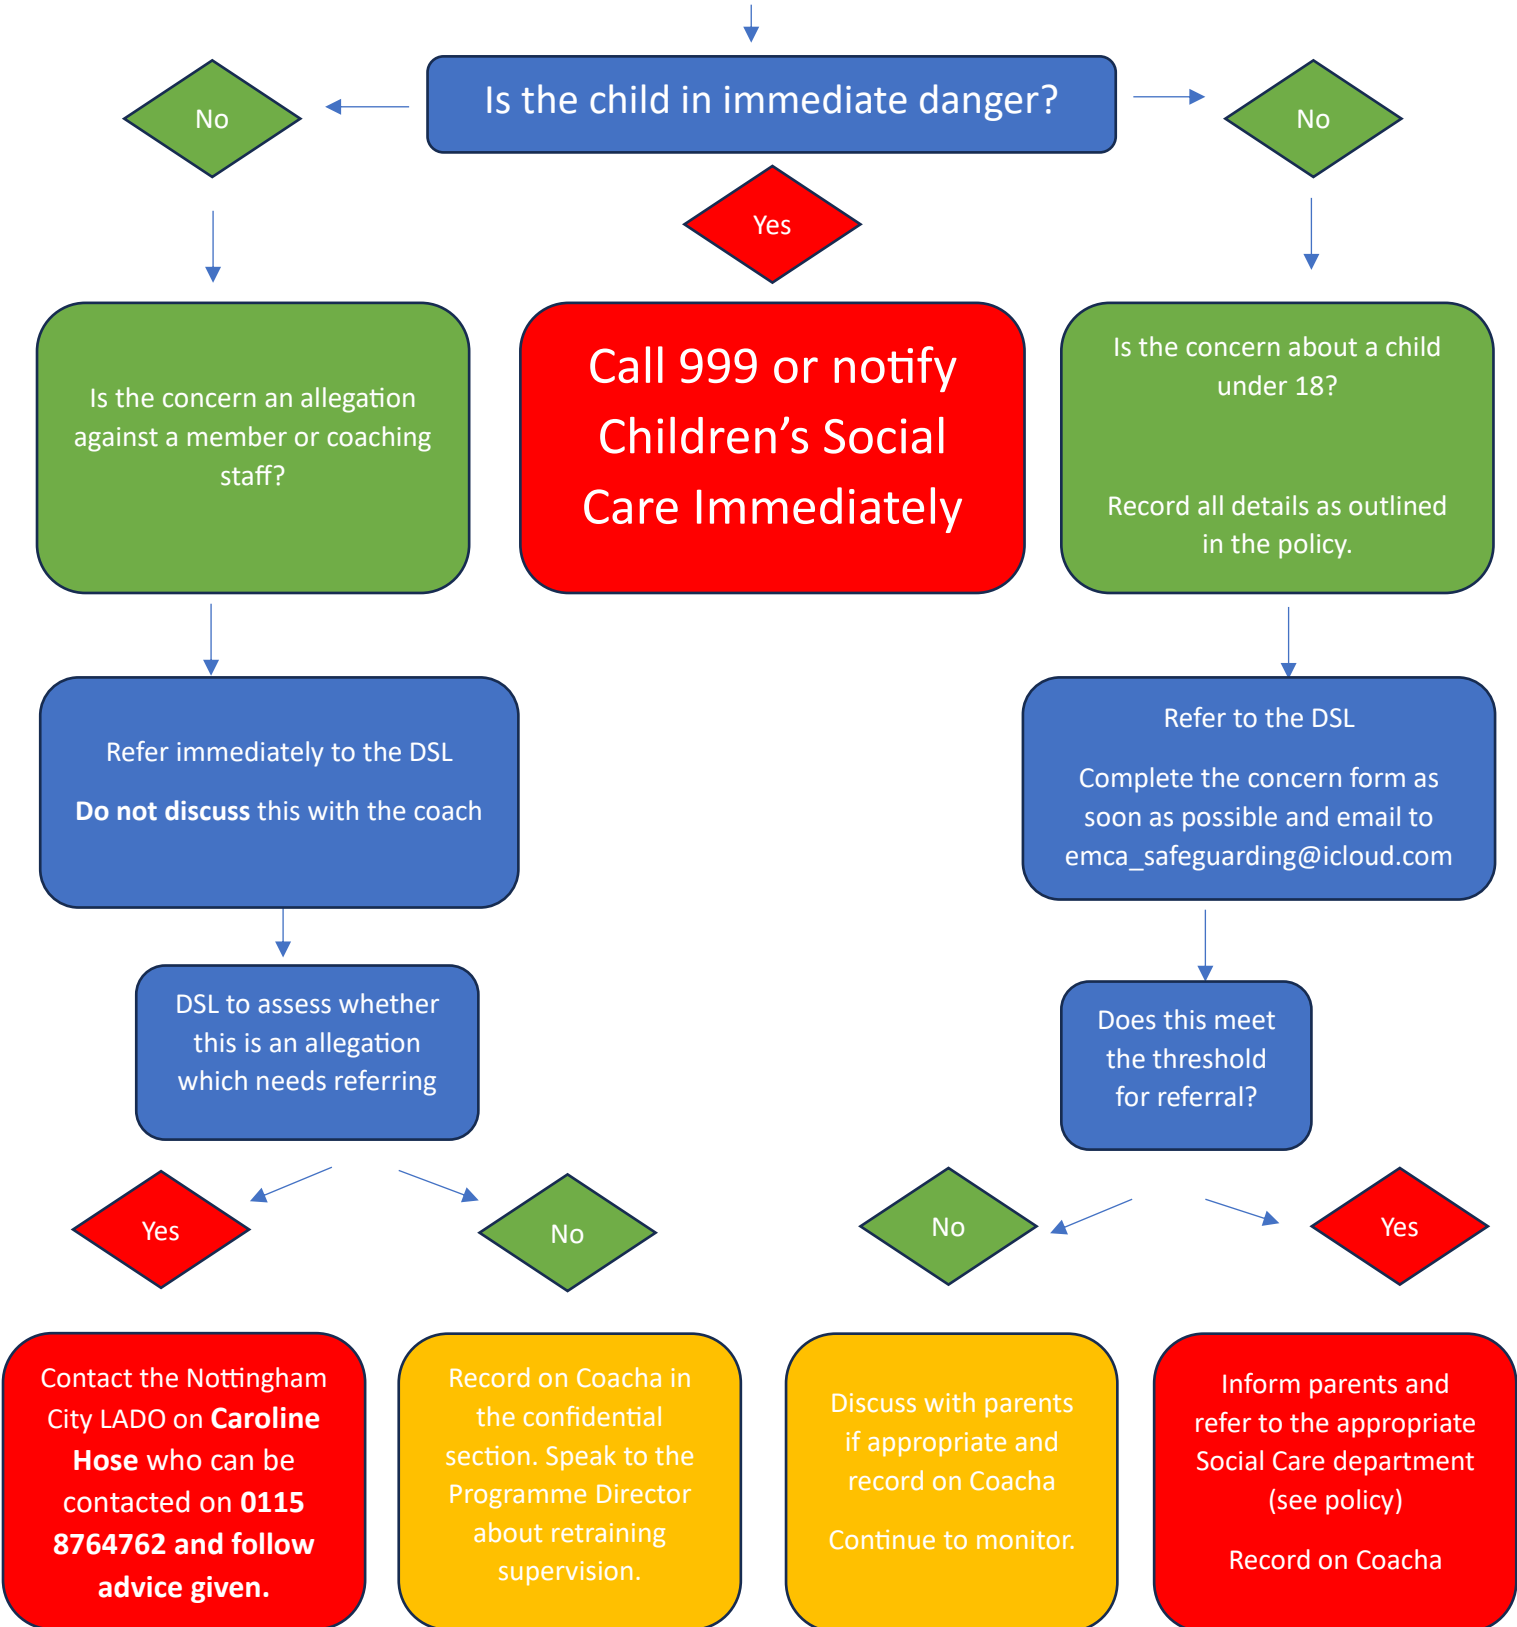 Is the child in immediate danger?
No
No
Yes
Is the concern an allegation
against a member or coaching
staff?
Call 999 or notify
Children’s Social
Care Immediately
Is the concern about a child
under 18?
Record all details as outlined
in the policy.
Refer immediately to the DSL
Do not discuss this with the coach
Refer to the DSL
Complete the concern form as
soon as possible and email to
emca_safeguarding@icloud.com
DSL to assess whether
this is an allegation
which needs referring
Does this meet
the threshold
for referral?
Yes
No
No
Yes
Contact the Nottingham
City LADO on Caroline
Hose who can be
contacted on 0115
8764762 and follow
advice given.
Record on Coacha in
the confidential
section. Speak to the
Programme Director
about retraining
supervision.
Discuss with parents
if appropriate and
record on Coacha
Continue to monitor.
Inform parents and
refer to the appropriate
Social Care department
(see policy)
Record on Coacha